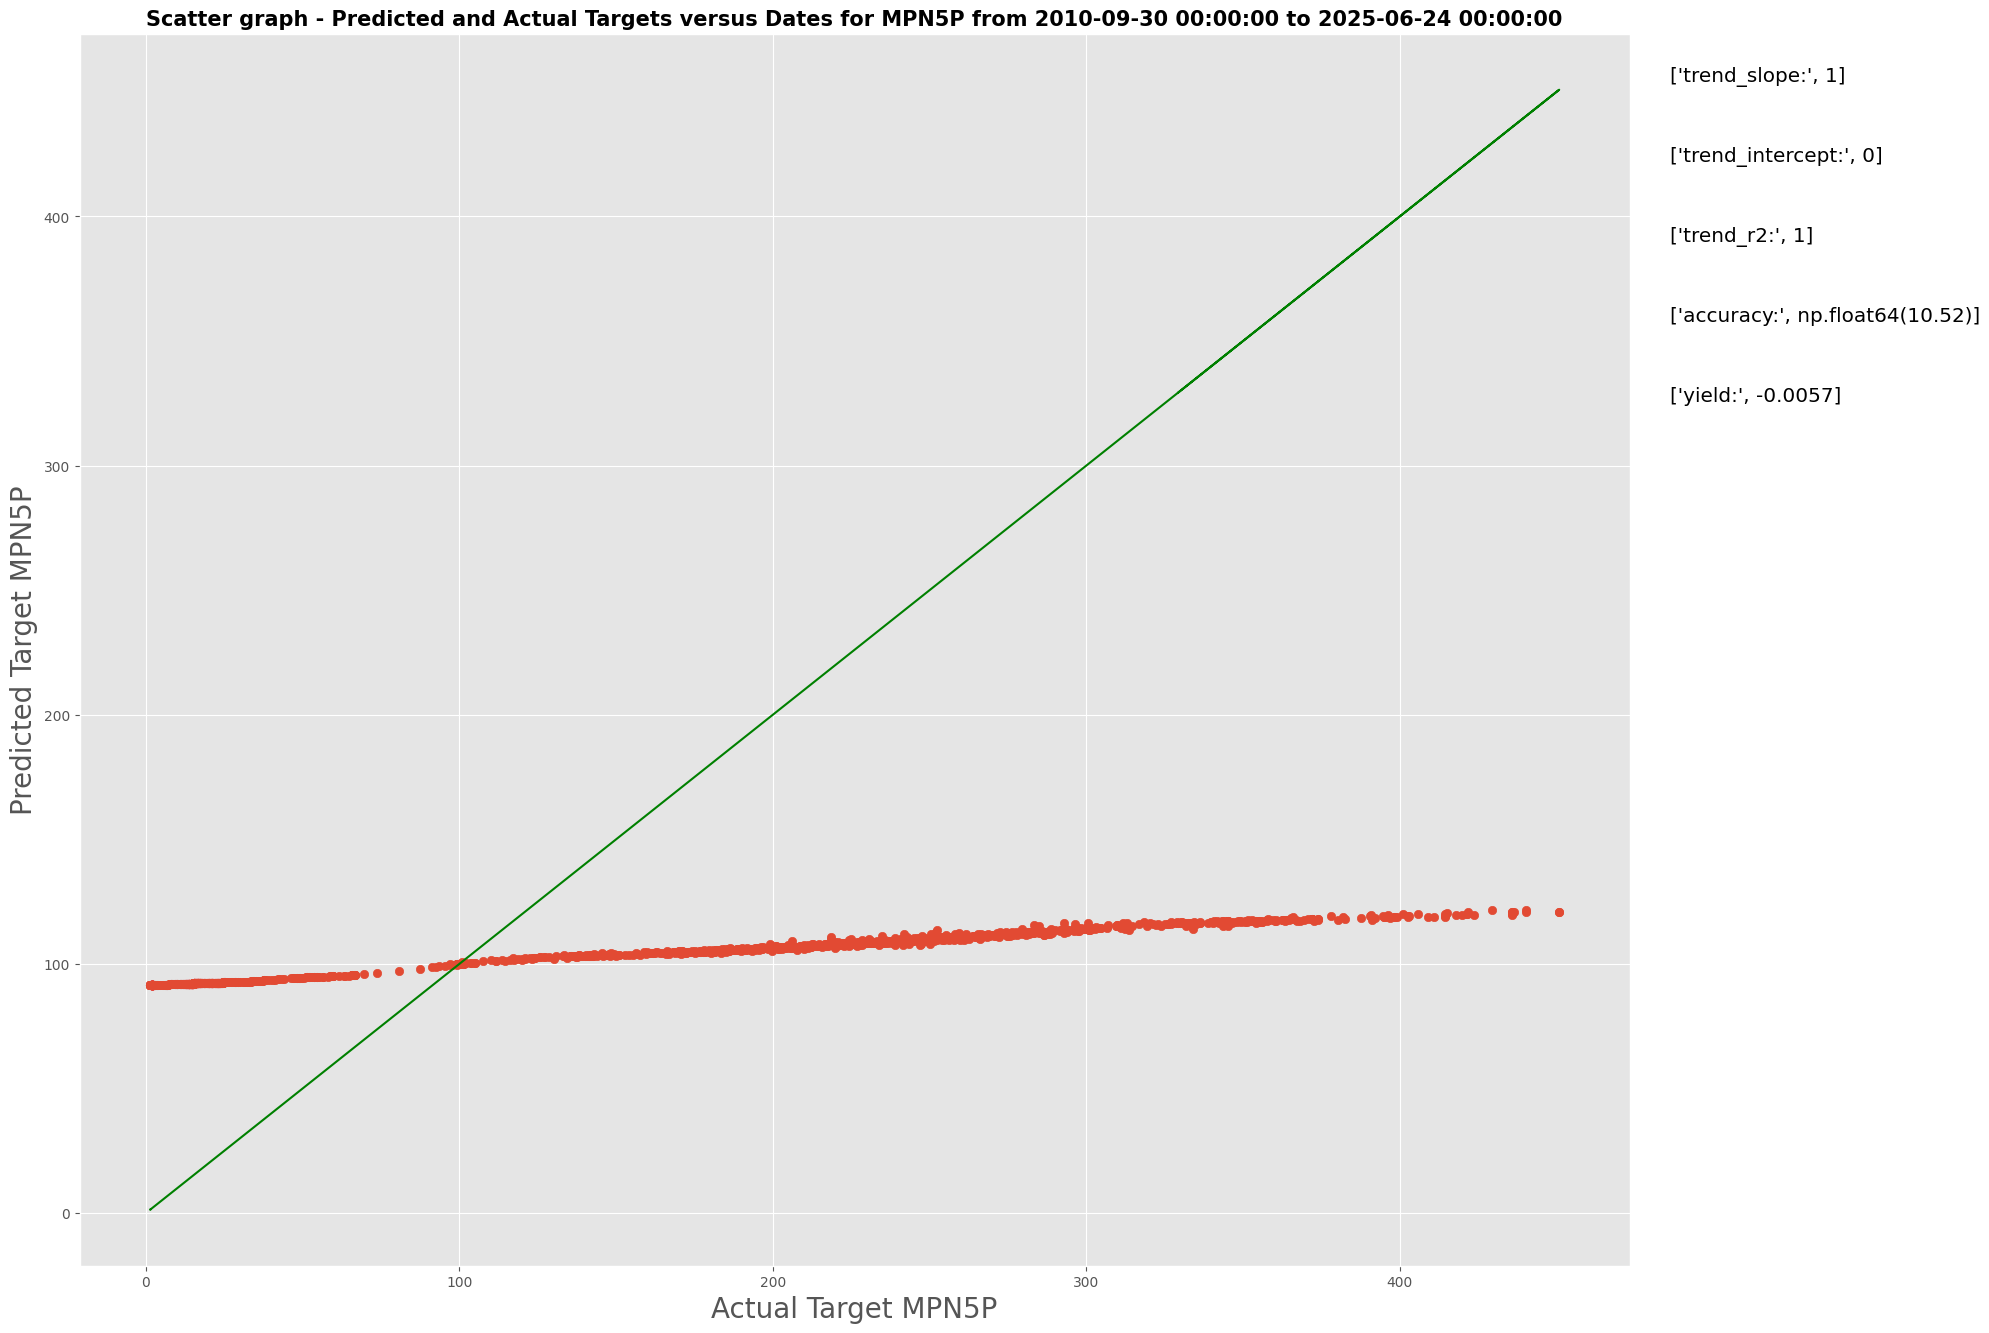 Scatter graph - Predicted and Actual Targets versus Dates for MPN5P from 2010-09-30 00:00:00 to 2025-06-24 00:00:00
['trend_slope:', 1]
['trend_intercept:', 0]
['trend_r2:', 1]
['accuracy:', np.float64(10.52)]
['yield:', -0.0057]
Predicted Target MPN5P
400
300
200
100
0
0 100 200 300 400
Actual Target MPN5P